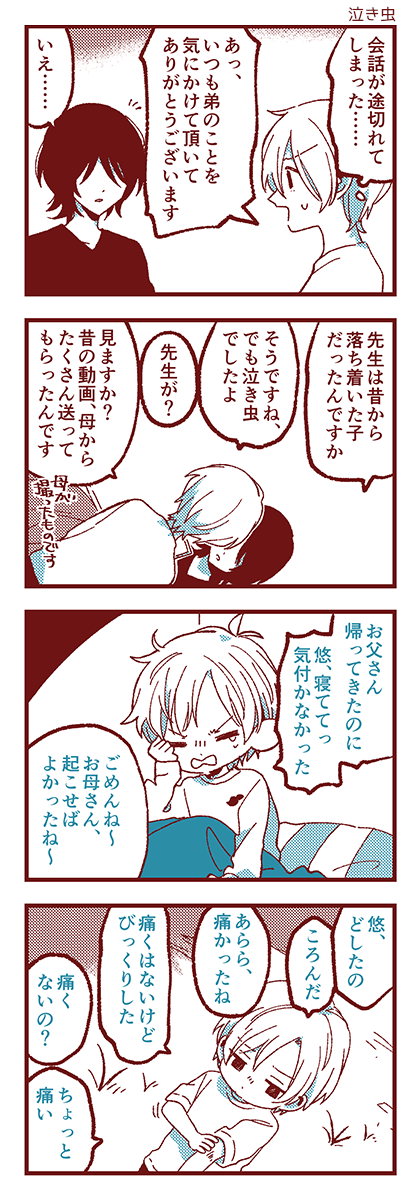 泣き虫
会話が途切れて
しまった……
あっ、
いつも弟のことを
気にかけて頂いて
ありがとうございます
いえ……
先生は昔から
落ち着いた子
だったんですか
そうですね、
でも泣き虫
でしたよ
先生が?
見ますか?
昔の動画、母から
たくさん送って
もらったんです
母が
撮ったものです
お父さん
帰ってきたのに
悠、寝ててっ
気付かなかった
ごめんね~
お母さん、
起こせば
よかったね~
悠、
どしたの
ころんだ
あらら、
痛かったね
痛くはないけど
びっくりした
痛く
ないの?
ちょっと
痛い